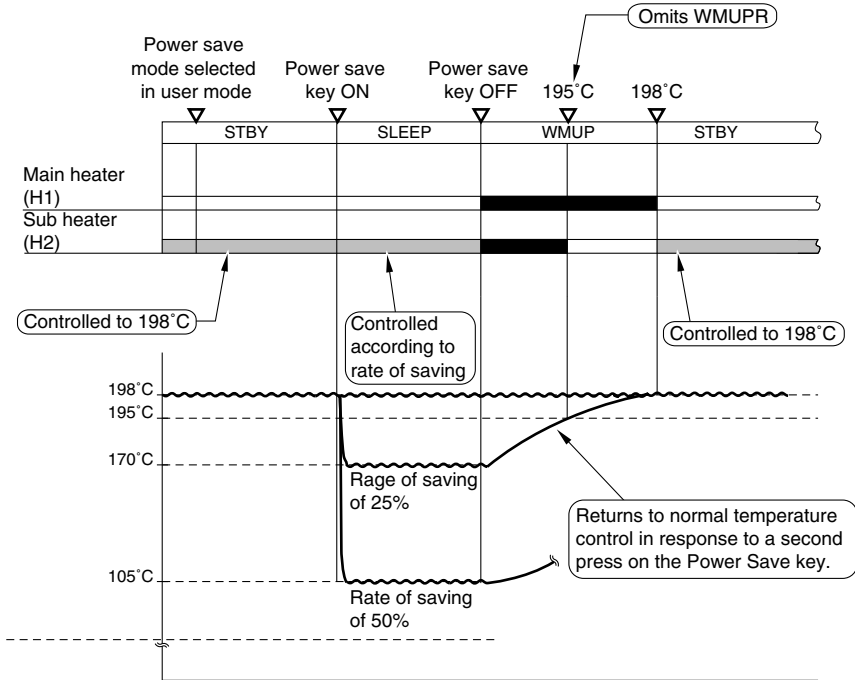 Omits WMUPR
Power save
mode selected
in user mode
Power save
key ON
Power save
key OFF
195˚C
198˚C
STBY
SLEEP
WMUP
STBY
Main heater
(H1)
Sub heater
(H2)
Controlled to 198˚C
Controlled
according to
rate of saving
Controlled to 198˚C
198˚C
195˚C
170˚C
Rage of saving
of 25%
Returns to normal temperature
control in response to a second
press on the Power Save key.
105˚C
Rate of saving
of 50%